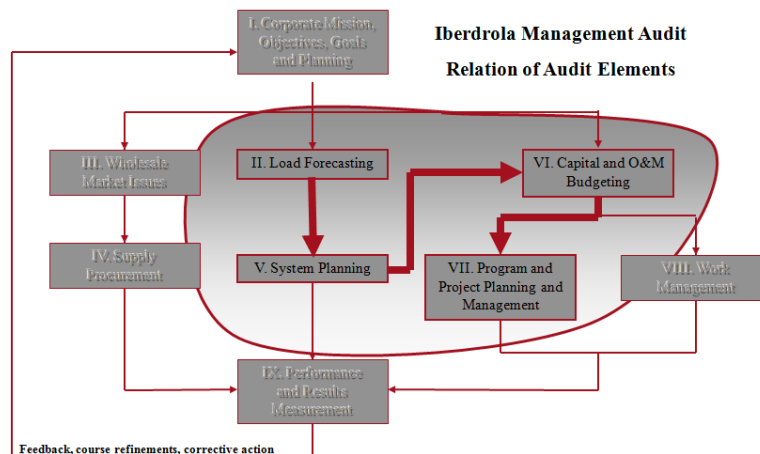 I. Corporate Mission,
Objectives, Goals
and Planning
Iberdrola Management Audit
Relation of Audit Elements
III. Wholesale
Market Issues
II. Load Forecasting
VI. Capital and O&M
Budgeting
IV. Supply
Procurement
V. System Planning
VII. Program and
Project Planning and
Management
VIII. Work
Management
IX. Performance
and Results
Measurement
Feedback, course refinements, corrective action